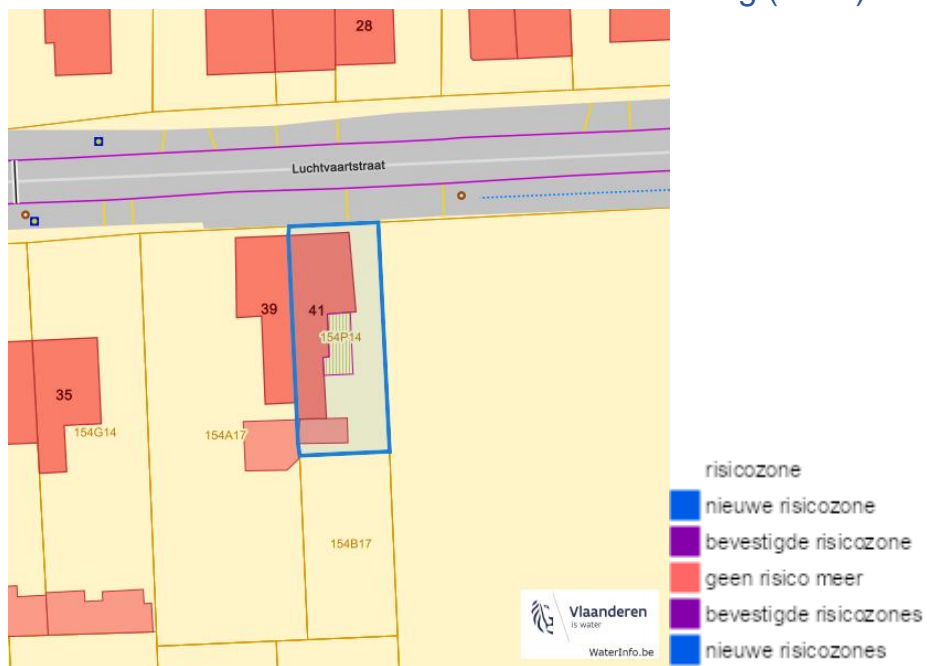 28
Luchtvaartstraat
39
41
154P14
35
154G14
154A17
154B17
Vlaanderen
is water
WaterInfo.be
risicozone
nieuwe risicozone
bevestigde risicozone
geen risico meer
bevestigde risicozones
nieuwe risicozones